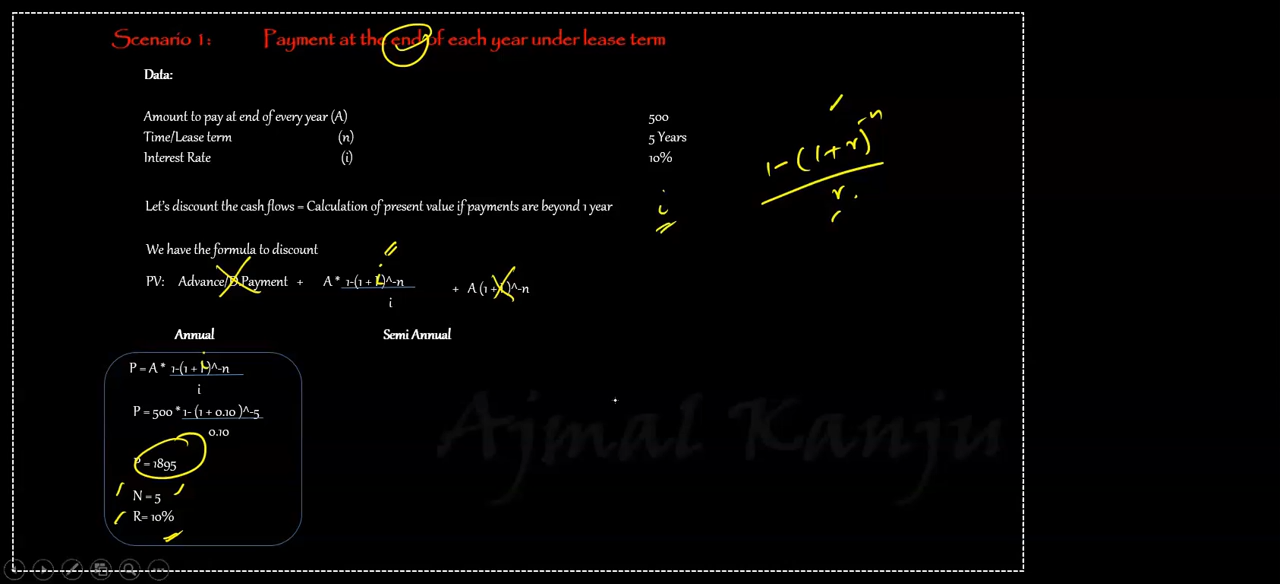 Scenario 1: Payment at the end of each year under lease term
Data:
Amount to pay at end of every year (A) 500
Time/Lease term (n) 5 Years
Interest Rate (i) 10%
1-(1+r)^-n
r
Let's discount the cash flows = Calculation of present value if payments are beyond 1 year
i
We have the formula to discount
PV: Advance/D.Payment + A * 1-(1 + i)^-n + A (1 + i)^-n
i
Annual Semi Annual
P = A * 1-(1 + i)^-n
i
P = 500 * 1- (1 + 0.10 )^-5
0.10
P = 1895
N = 5
R= 10%
Ajmal Kanju